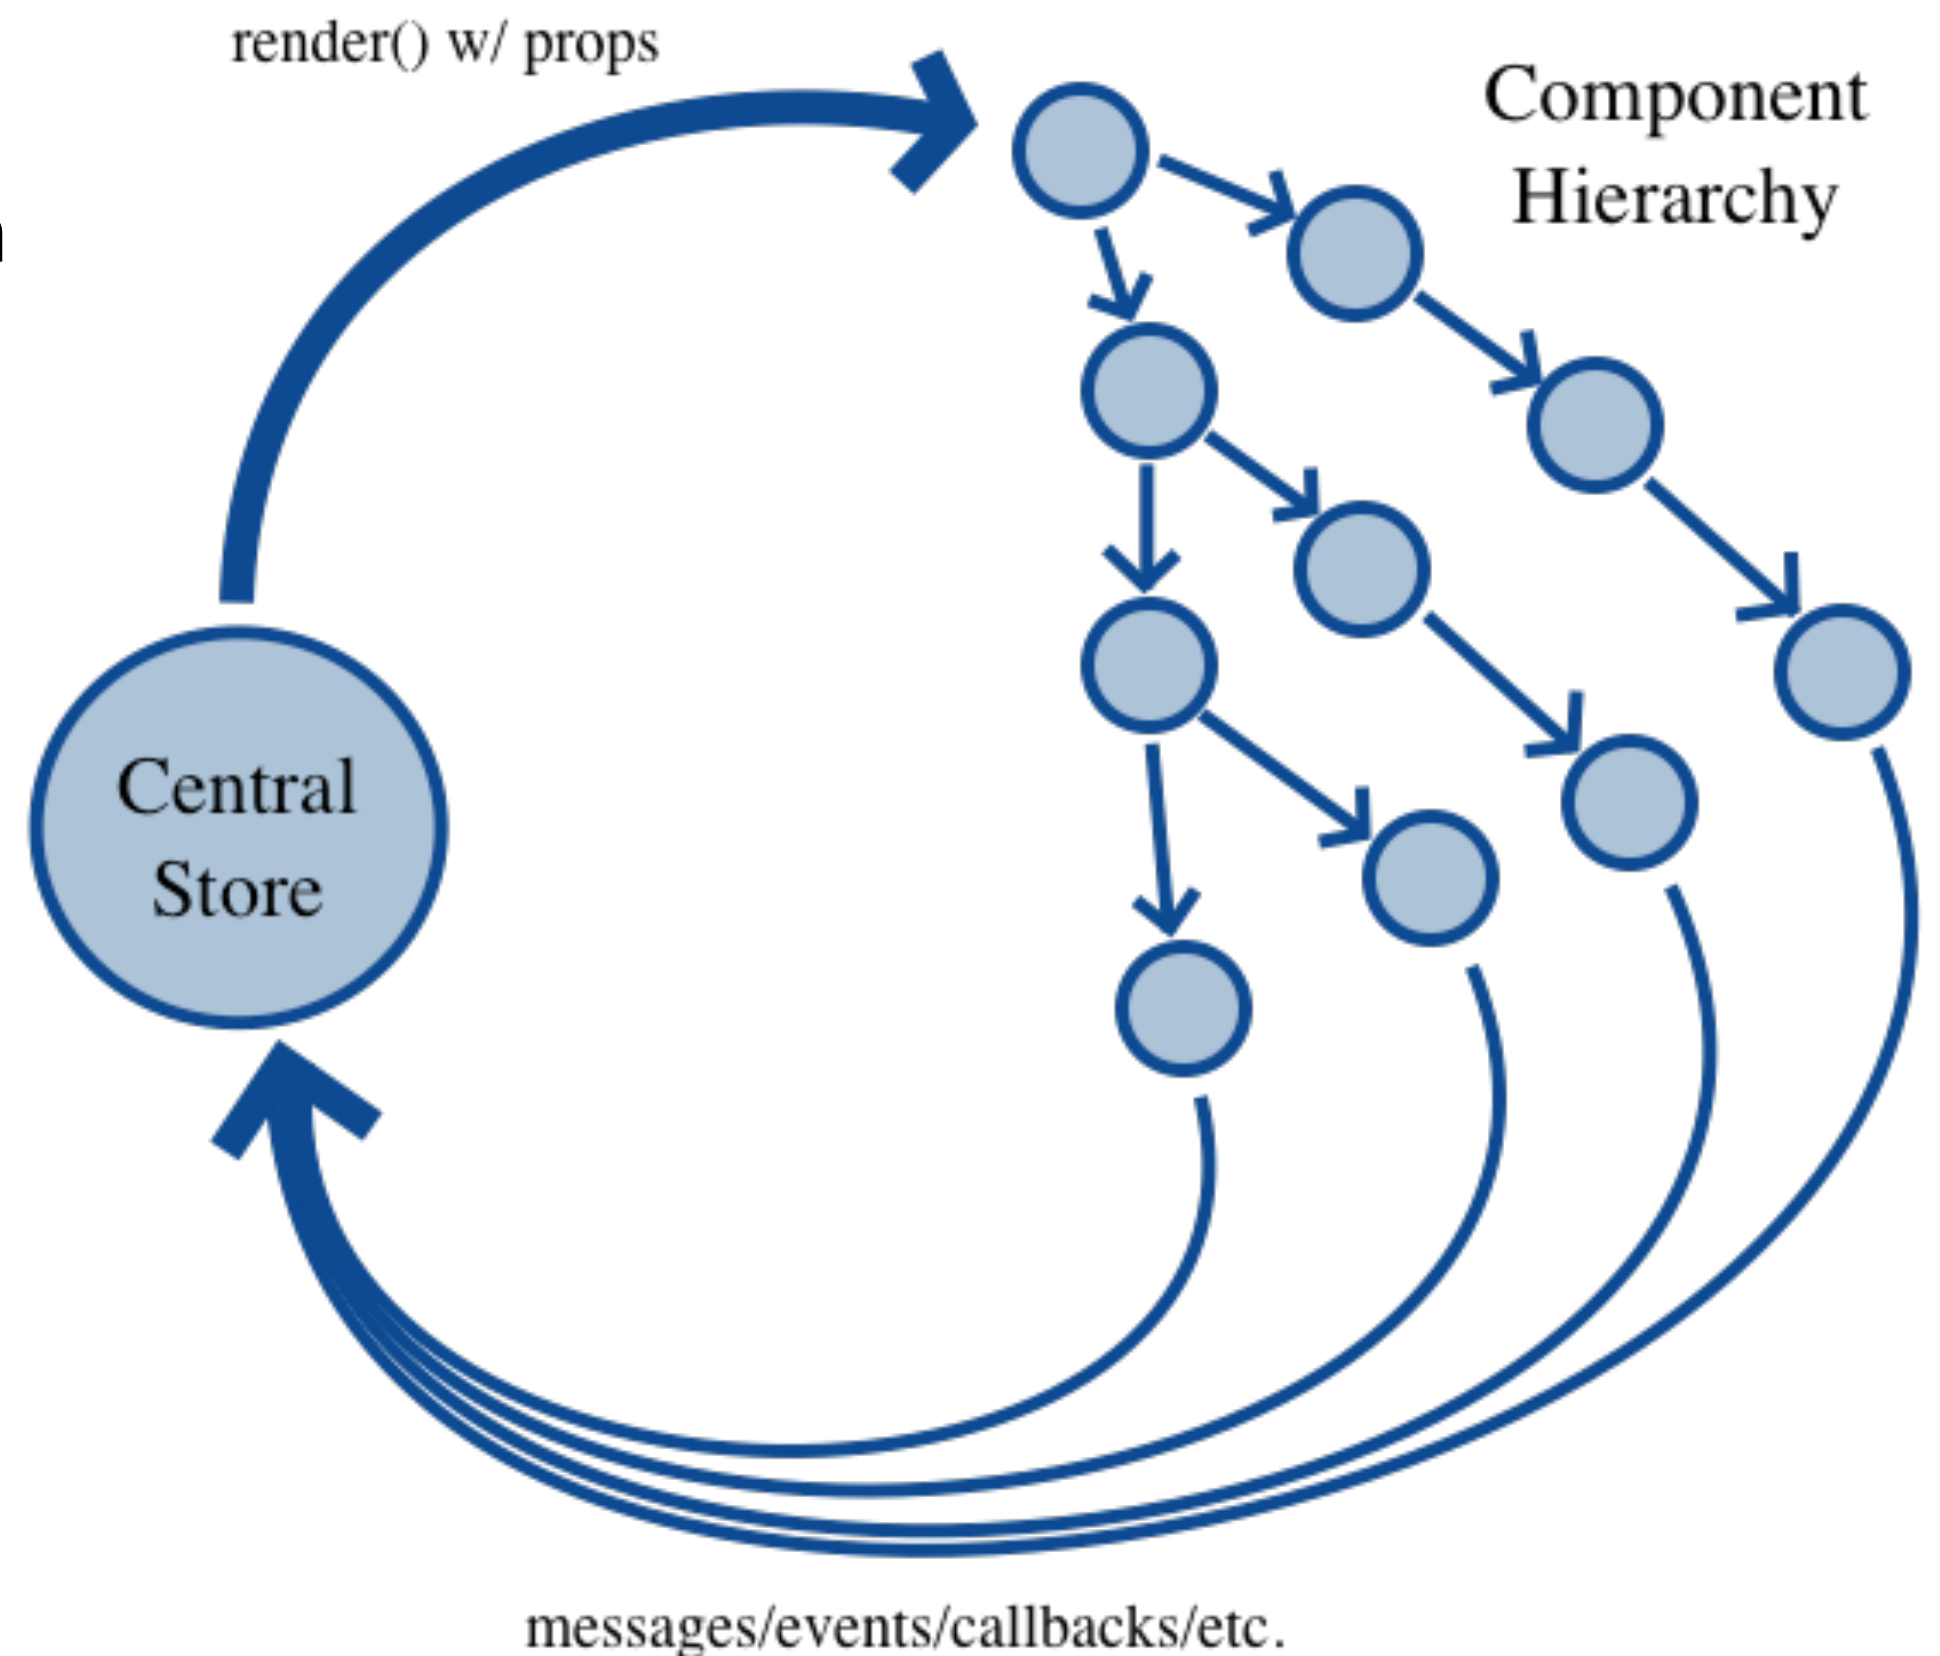 render() w/ props
Component
Hierarchy
Central
Store
messages/events/callbacks/etc.